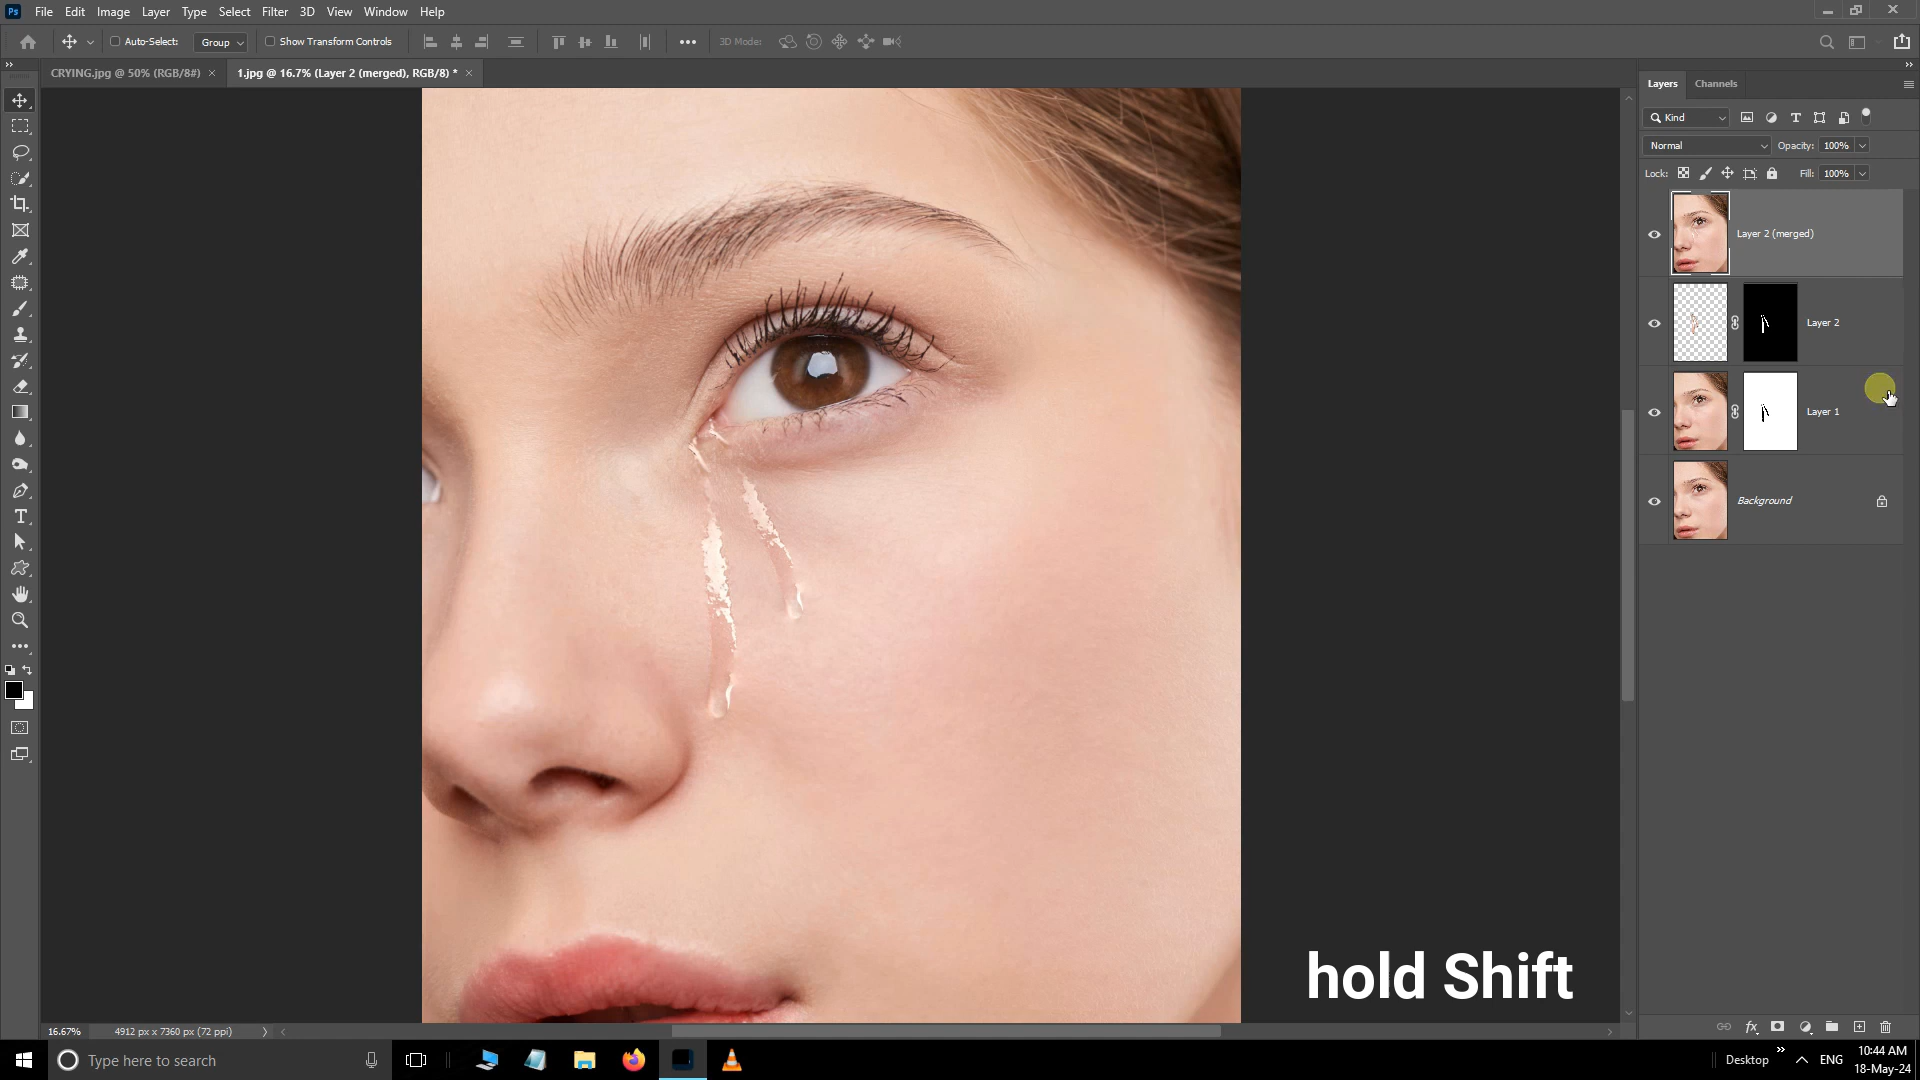 Ps File Edit Image Layer Type Select Filter 3D View Window Help
Auto-Select: Group Show Transform Controls 3D Mode:
CRYING.jpg @ 50% (RGB/8#) × 1.jpg @ 16.7% (Layer 2 (merged), RGB/8) * ×
Layers Channels
Kind
Normal Opacity: 100%
Lock: Fill: 100%
Layer 2 (merged)
Layer 2
Layer 1
Background
hold Shift
16.67% 4912 px x 7360 px (72 ppi)
Type here to search
Desktop ENG
10:44 AM
18-May-24